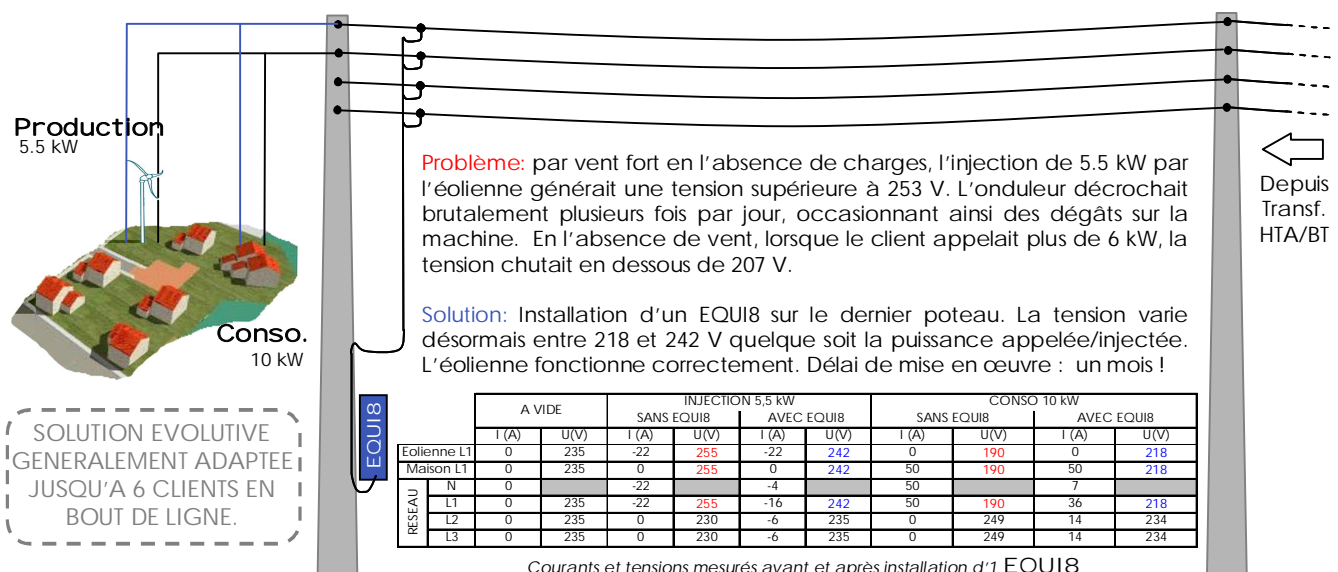 Production
5.5 kW
Problème: par vent fort en l'absence de charges, l'injection de 5.5 kW par
l'éolienne générait une tension supérieure à 253 V. L'onduleur décrochait
brutalement plusieurs fois par jour, occasionnant ainsi des dégâts sur la
machine. En l'absence de vent, lorsque le client appelait plus de 6 kW, la
tension chutait en dessous de 207 V.
Depuis
Transf.
HTA/BT
Solution: Installation d'un EQUI8 sur le dernier poteau. La tension varie
désormais entre 218 et 242 V quelque soit la puissance appelée/injectée.
L'éolienne fonctionne correctement. Délai de mise en œuvre : un mois !
Conso.
10 kW
SOLUTION EVOLUTIVE
GENERALEMENT ADAPTEE
JUSQU'A 6 CLIENTS EN
BOUT DE LIGNE.
EQUI8
A VIDE INJECTION 5,5 kW CONSO 10 kW
SANS EQUI8 AVEC EQUI8 SANS EQUI8 AVEC EQUI8
I (A) U(V) I (A) U(V) I (A) U(V) I (A) U(V) I (A) U(V)
Eolienne L1 0 235 -22 255 -22 242 0 190 0 218
Maison L1 0 235 0 255 0 242 50 190 50 218
RESEAU
N 0 -22 -4 50 7
L1 0 235 -22 255 -16 242 50 190 36 218
L2 0 235 0 230 -6 235 0 249 14 234
L3 0 235 0 230 -6 235 0 249 14 234
Courants et tensions mesurés avant et après installation d'1 EQUI8